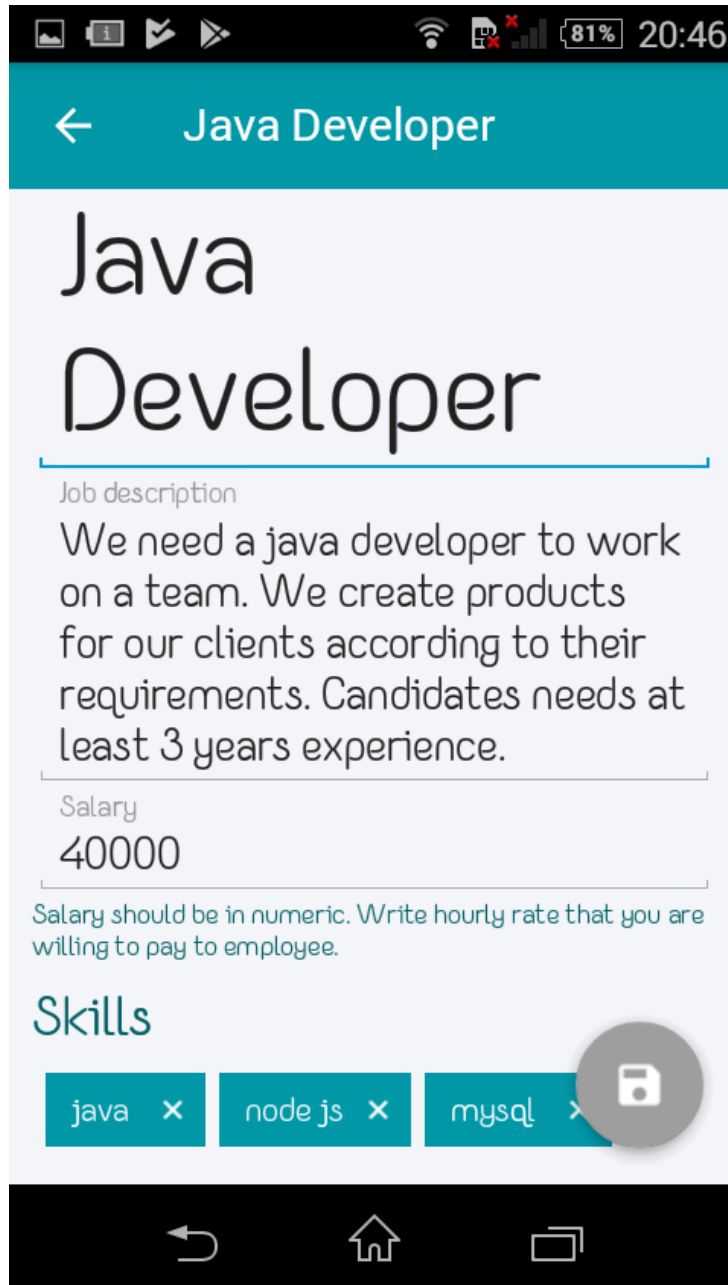 81% 20:46
Java Developer
Java
Developer
Job description
We need a java developer to work
on a team. We create products
for our clients according to their
requirements. Candidates needs at
least 3 years experience.
Salary
40000
Salary should be in numeric. Write hourly rate that you are
willing to pay to employee.
Skills
java × node js × mysql ×